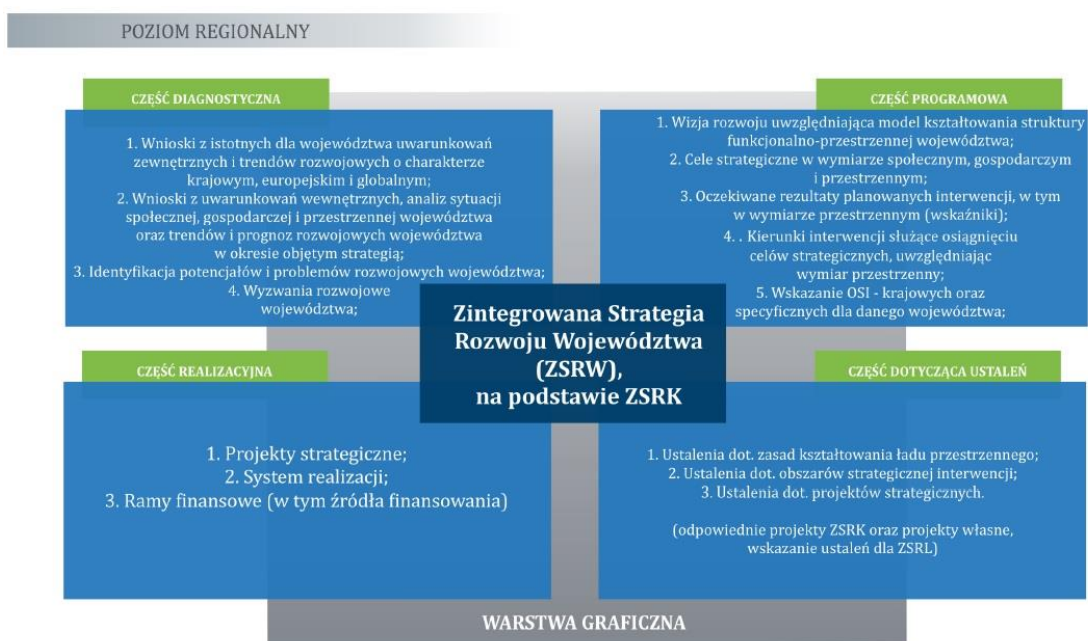 POZIOM REGIONALNY
CZĘŚĆ DIAGNOSTYCZNA
1. Wnioski z istotnych dla województwa uwarunkowań
zewnętrznych i trendów rozwojowych o charakterze
krajowym, europejskim i globalnym;
2. Wnioski z uwarunkowań wewnętrznych, analiz sytuacji
społecznej, gospodarczej i przestrzennej województwa
oraz trendów i prognoz rozwojowych województwa
w okresie objętym strategią;
3. Identyfikacja potencjałów i problemów rozwojowych województwa;
4. Wyzwania rozwojowe
województwa;
CZĘŚĆ PROGRAMOWA
1. Wizja rozwoju uwzględniająca model kształtowania struktury
funkcjonalno-przestrzennej województwa;
2. Cele strategiczne w wymiarze społecznym, gospodarczym
i przestrzennym;
3. Oczekiwane rezultaty planowanych interwencji, w tym
w wymiarze przestrzennym (wskaźniki);
4. . Kierunki interwencji służące osiągnięciu
celów strategicznych, uwzględniając
wymiar przestrzenny;
5. Wskazanie OSI - krajowych oraz
specyficznych dla danego województwa;
Zintegrowana Strategia
Rozwoju Województwa
(ZSRW),
na podstawie ZSRK
CZĘŚĆ REALIZACYJNA
1. Projekty strategiczne;
2. System realizacji;
3. Ramy finansowe (w tym źródła finansowania)
CZĘŚĆ DOTYCZĄCA USTALEŃ
1. Ustalenia dot. zasad kształtowania ładu przestrzennego;
2. Ustalenia dot. obszarów strategicznej interwencji;
3. Ustalenia dot. projektów strategicznych.
(odpowiednie projekty ZSRK oraz projekty własne,
wskazanie ustaleń dla ZSRL)
WARSTWA GRAFICZNA